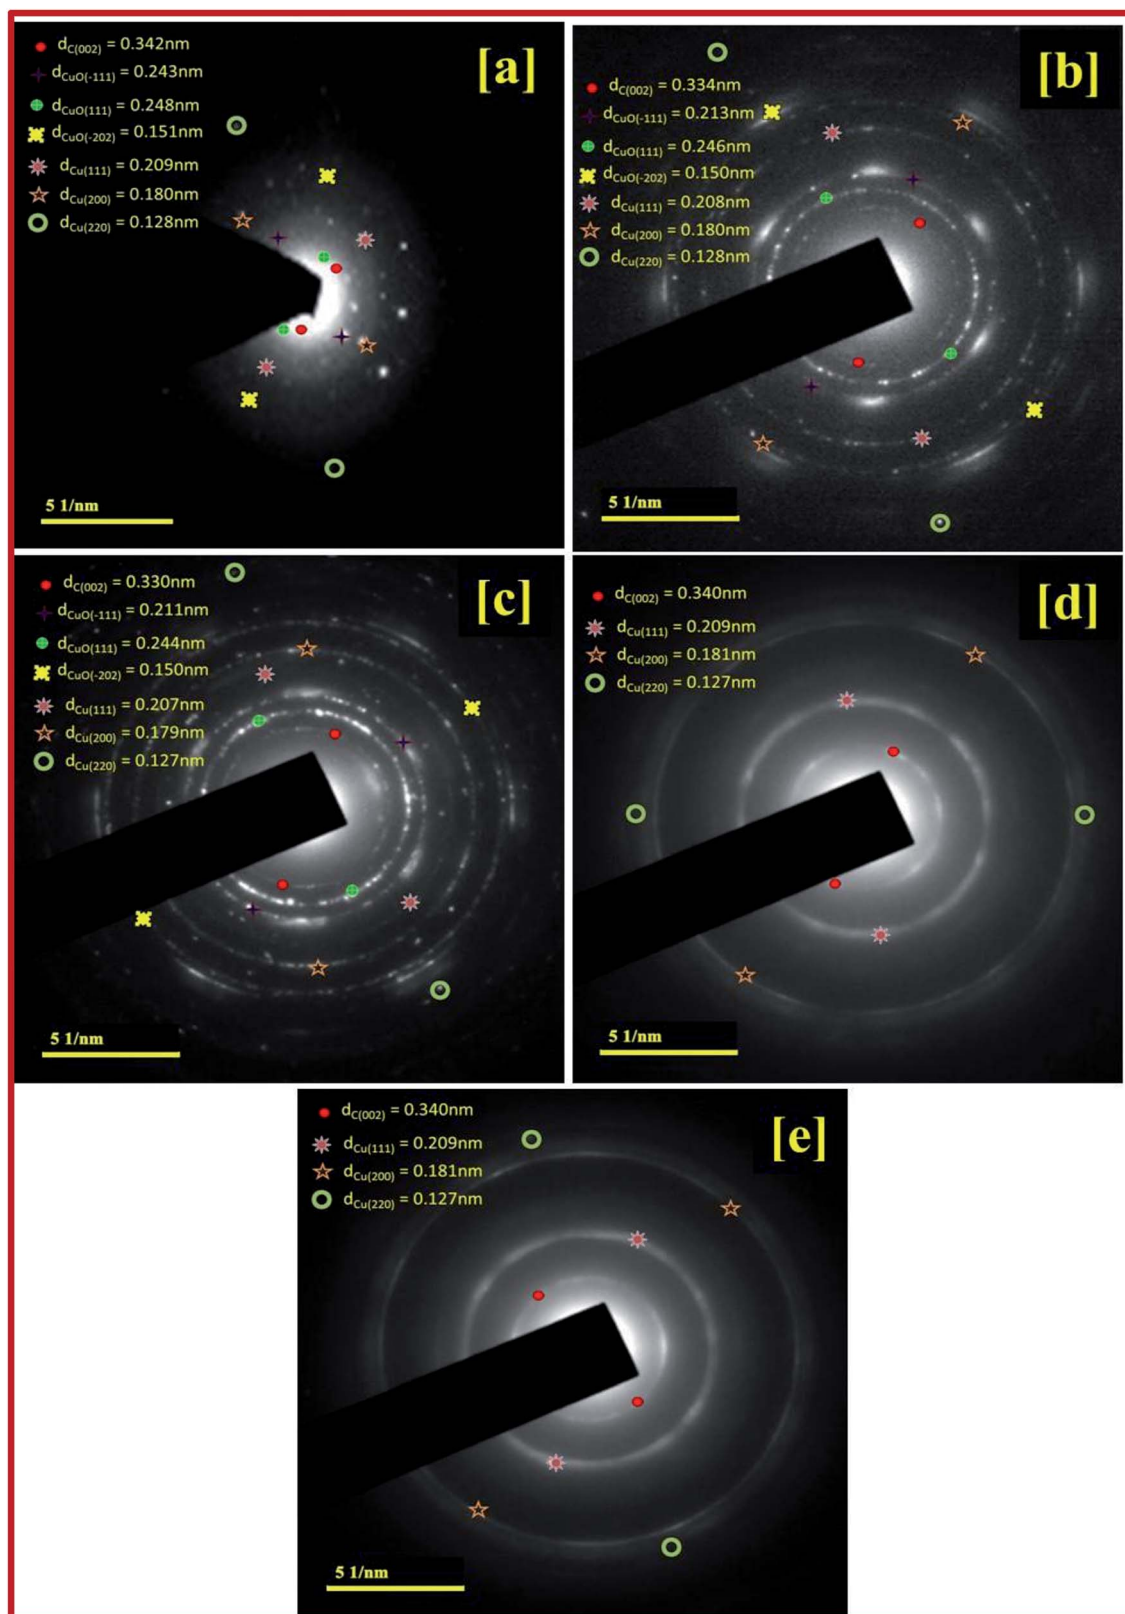 [a]
dC(002) = 0.342nm
dCuO(-111) = 0.243nm
dCuO(111) = 0.248nm
dCuO(-202) = 0.151nm
dCu(111) = 0.209nm
dCu(200) = 0.180nm
dCu(220) = 0.128nm
5 1/nm
[b]
dC(002) = 0.334nm
dCuO(-111) = 0.213nm
dCuO(111) = 0.246nm
dCuO(-202) = 0.150nm
dCu(111) = 0.208nm
dCu(200) = 0.180nm
dCu(220) = 0.128nm
5 1/nm
[c]
dC(002) = 0.330nm
dCuO(-111) = 0.211nm
dCuO(111) = 0.244nm
dCuO(-202) = 0.150nm
dCu(111) = 0.207nm
dCu(200) = 0.179nm
dCu(220) = 0.127nm
5 1/nm
[d]
dC(002) = 0.340nm
dCu(111) = 0.209nm
dCu(200) = 0.181nm
dCu(220) = 0.127nm
5 1/nm
[e]
dC(002) = 0.340nm
dCu(111) = 0.209nm
dCu(200) = 0.181nm
dCu(220) = 0.127nm
5 1/nm